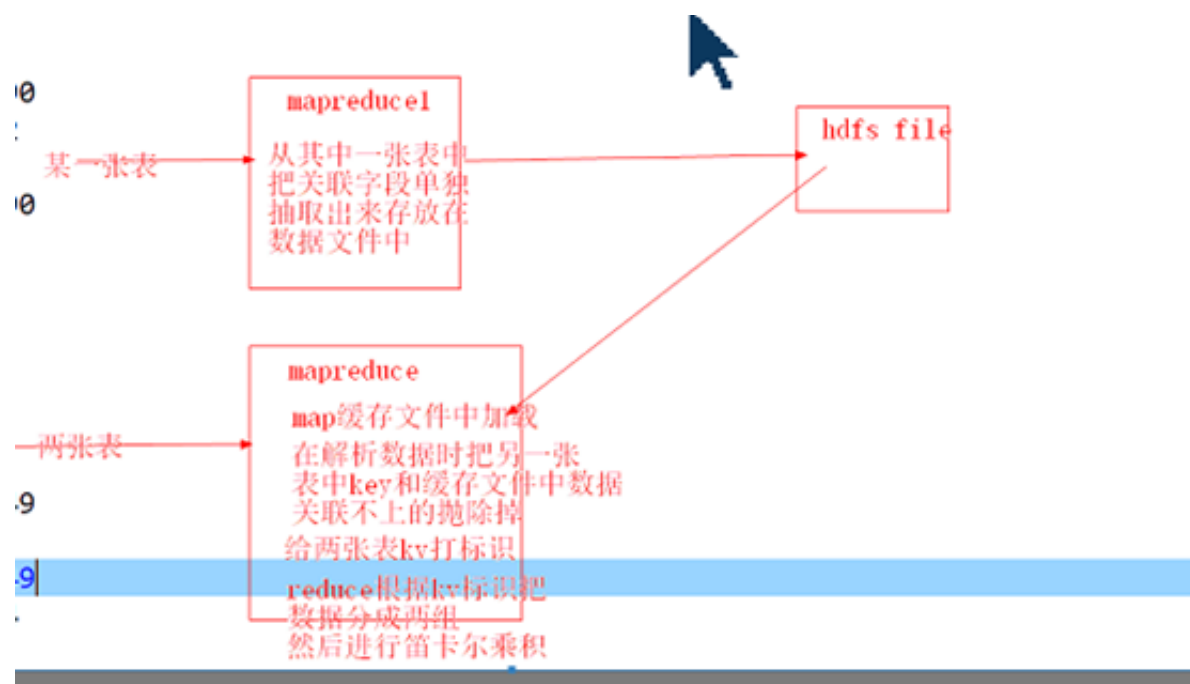 mapreduce1
hdfs file
某一张表
从其中一张表中
把关联字段单独
抽取出来存放在
数据文件中
mapreduce
map缓存文件中加载
两张表
在解析数据时把另一张
表中key和缓存文件中数据
关联不上的抛除掉
给两张表kv打标识
reduce根据kv标识把
数据分成两组
然后进行笛卡尔乘积